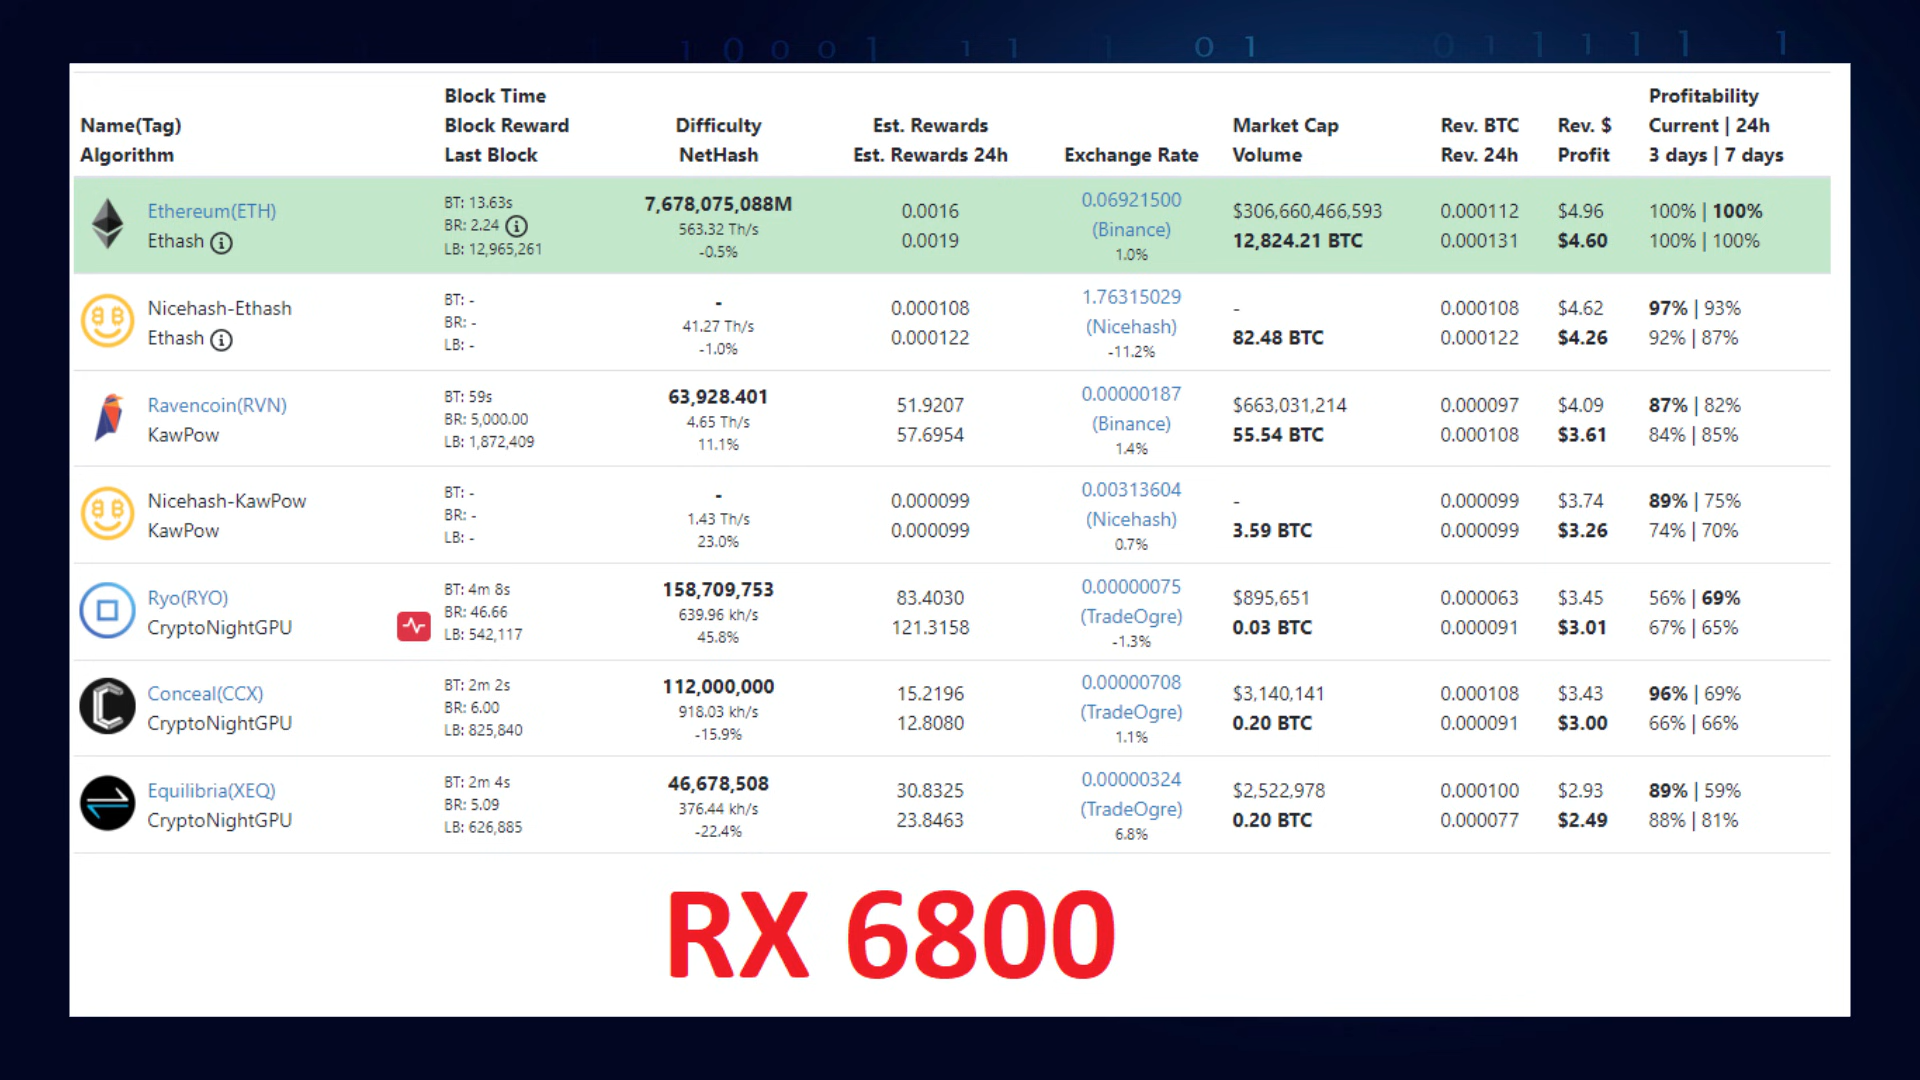 1 0 0 0 1 1 1 1 0 1 0 1 1 1 1 1 1
Block Time Profitability
Name(Tag) Block Reward Difficulty Est. Rewards Market Cap Rev. BTC Rev. $ Current | 24h
Algorithm Last Block NetHash Est. Rewards 24h Exchange Rate Volume Rev. 24h Profit 3 days | 7 days
Ethereum(ETH)
Ethash
BT: 13.63s
BR: 2.24
LB: 12,965,261
7,678,075,088M
563.32 Th/s
-0.5%
0.0016
0.0019
0.06921500
(Binance)
1.0%
$306,660,466,593
12,824.21 BTC
0.000112
0.000131
$4.96
$4.60
100% | 100%
100% | 100%
Nicehash-Ethash
Ethash
BT: -
BR: -
LB: -
-
41.27 Th/s
-1.0%
0.000108
0.000122
1.76315029
(Nicehash)
-11.2%
-
82.48 BTC
0.000108
0.000122
$4.62
$4.26
97% | 93%
92% | 87%
Ravencoin(RVN)
KawPow
BT: 59s
BR: 5,000.00
LB: 1,872,409
63,928.401
4.65 Th/s
11.1%
51.9207
57.6954
0.00000187
(Binance)
1.4%
$663,031,214
55.54 BTC
0.000097
0.000108
$4.09
$3.61
87% | 82%
84% | 85%
Nicehash-KawPow
KawPow
BT: -
BR: -
LB: -
-
1.43 Th/s
23.0%
0.000099
0.000099
0.00313604
(Nicehash)
0.7%
-
3.59 BTC
0.000099
0.000099
$3.74
$3.26
89% | 75%
74% | 70%
Ryo(RYO)
CryptoNightGPU
BT: 4m 8s
BR: 46.66
LB: 542,117
158,709,753
639.96 kh/s
45.8%
83.4030
121.3158
0.00000075
(TradeOgre)
-1.3%
$895,651
0.03 BTC
0.000063
0.000091
$3.45
$3.01
56% | 69%
67% | 65%
Conceal(CCX)
CryptoNightGPU
BT: 2m 2s
BR: 6.00
LB: 825,840
112,000,000
918.03 kh/s
-15.9%
15.2196
12.8080
0.00000708
(TradeOgre)
1.1%
$3,140,141
0.20 BTC
0.000108
0.000091
$3.43
$3.00
96% | 69%
66% | 66%
Equilibria(XEQ)
CryptoNightGPU
BT: 2m 4s
BR: 5.09
LB: 626,885
46,678,508
376.44 kh/s
-22.4%
30.8325
23.8463
0.00000324
(TradeOgre)
6.8%
$2,522,978
0.20 BTC
0.000100
0.000077
$2.93
$2.49
89% | 59%
88% | 81%
RX 6800